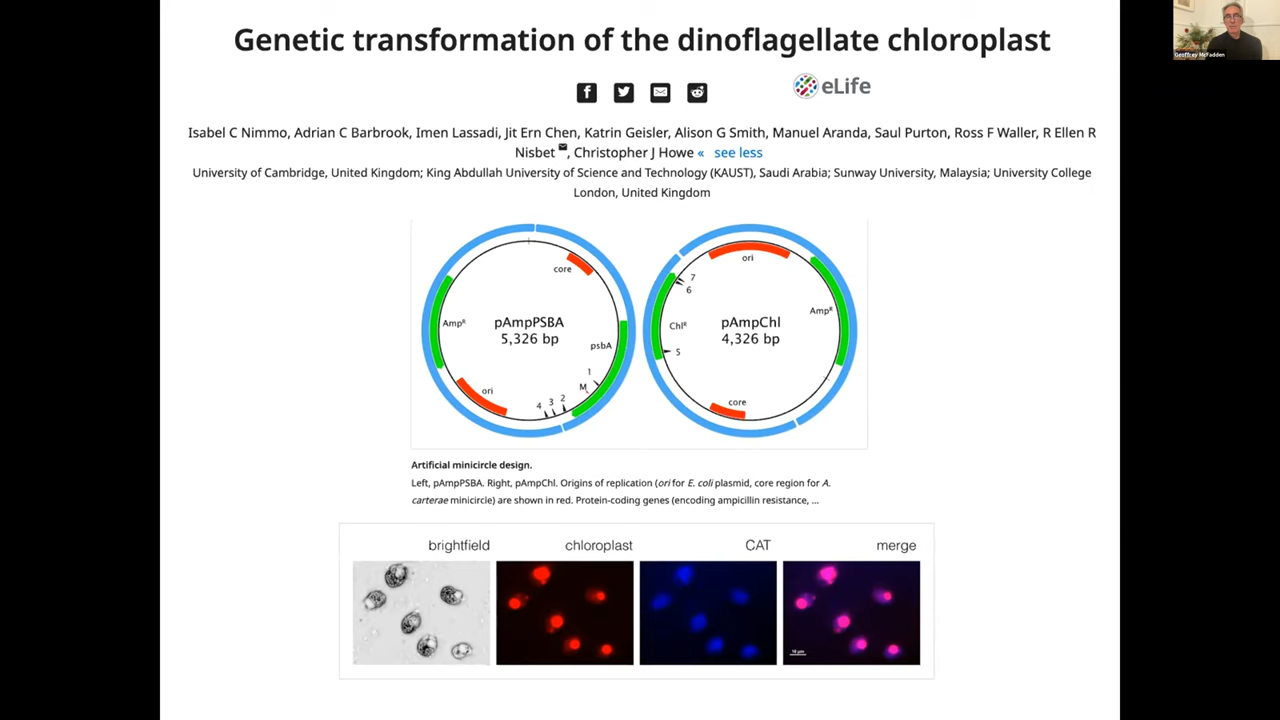 Genetic transformation of the dinoflagellate chloroplast
eLife
Isabel C Nimmo, Adrian C Barbrook, Imen Lassadi, Jit Ern Chen, Katrin Geisler, Alison G Smith, Manuel Aranda, Saul Purton, Ross F Waller, R Ellen R
Nisbet , Christopher J Howe « see less
University of Cambridge, United Kingdom; King Abdullah University of Science and Technology (KAUST), Saudi Arabia; Sunway University, Malaysia; University College
London, United Kingdom
core
AmpR
pAmpPSBA
5,326 bp
psbA
1
M
ori
4 3 2
ori
7
6
AmpR
ChlR
pAmpChl
4,326 bp
5
core
Artificial minicircle design.
Left, pAmpPSBA. Right, pAmpChl. Origins of replication (ori for E. coli plasmid, core region for A.
carterae minicircle) are shown in red. Protein-coding genes (encoding ampicillin resistance, ...
brightfield chloroplast CAT merge
10 μm
Geoffrey McFadden